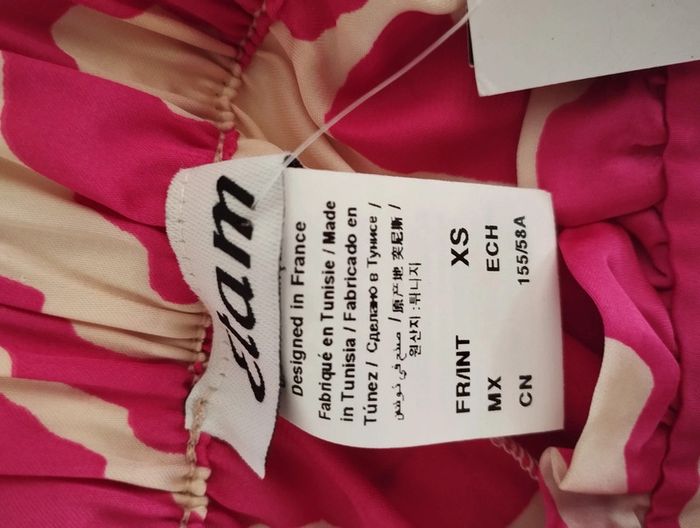 Etam
Designed in France
Fabriqué en Tunisie / Made
in Tunisia / Fabricado en
Túnez / Сделано в Тунисе /
صنع في تونس / 原产地 突尼斯 /
원산지 : 튀니지
FR/INT XS
MX ECH
CN 155/58A